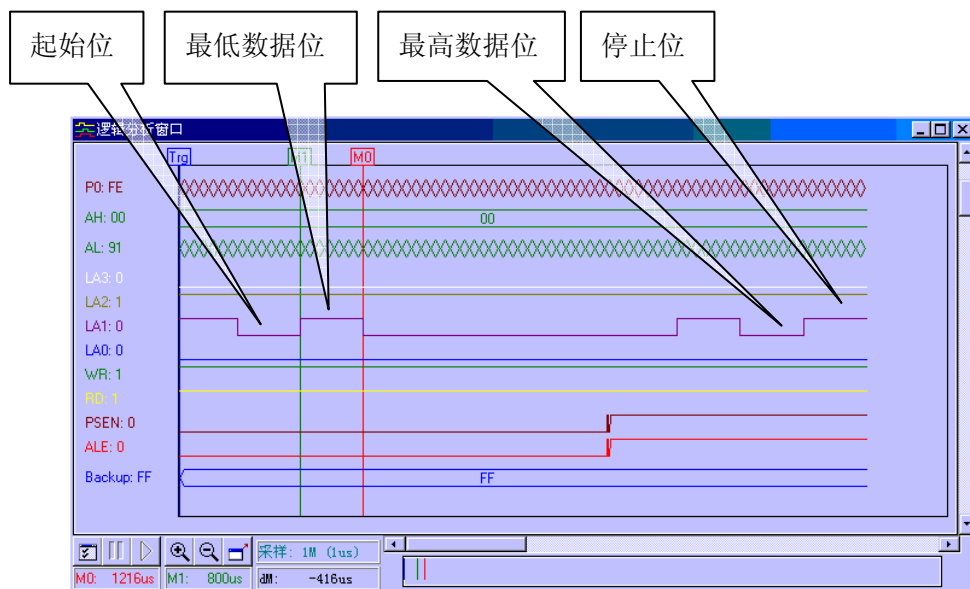 起始位
最低数据位
最高数据位
停止位
逻辑分析窗口
Trg
M1
M0
P0: FE
AH: 00
00
AL: 91
LA3: 0
LA2: 1
LA1: 0
LA0: 0
WR: 1
RD: 1
PSEN: 0
ALE: 0
Backup: FF
FF
采样: 1M (1us)
M0: 1216us
M1: 800us
dM: -416us